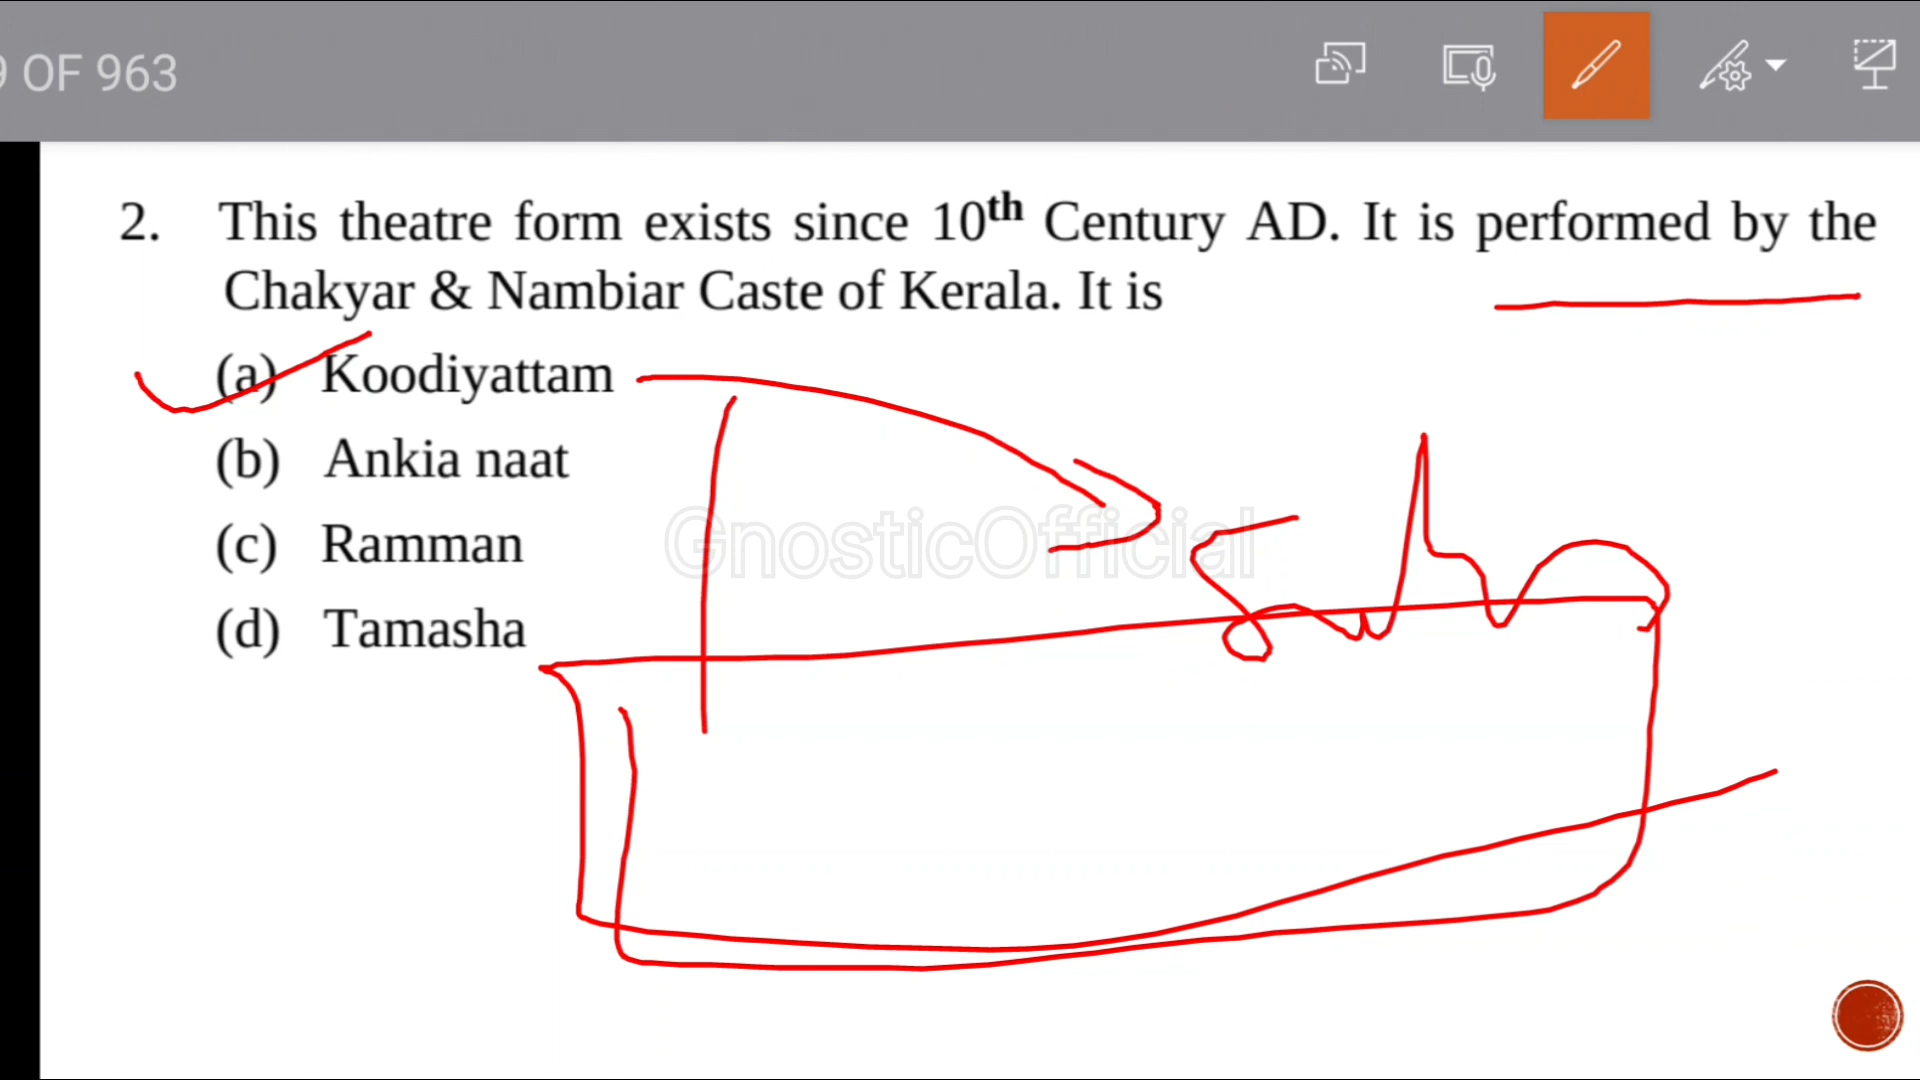 9 OF 963
2. This theatre form exists since 10th Century AD. It is performed by the
Chakyar & Nambiar Caste of Kerala. It is
(a) Koodiyattam
(b) Ankia naat
(c) Ramman
(d) Tamasha
GnosticOfficial